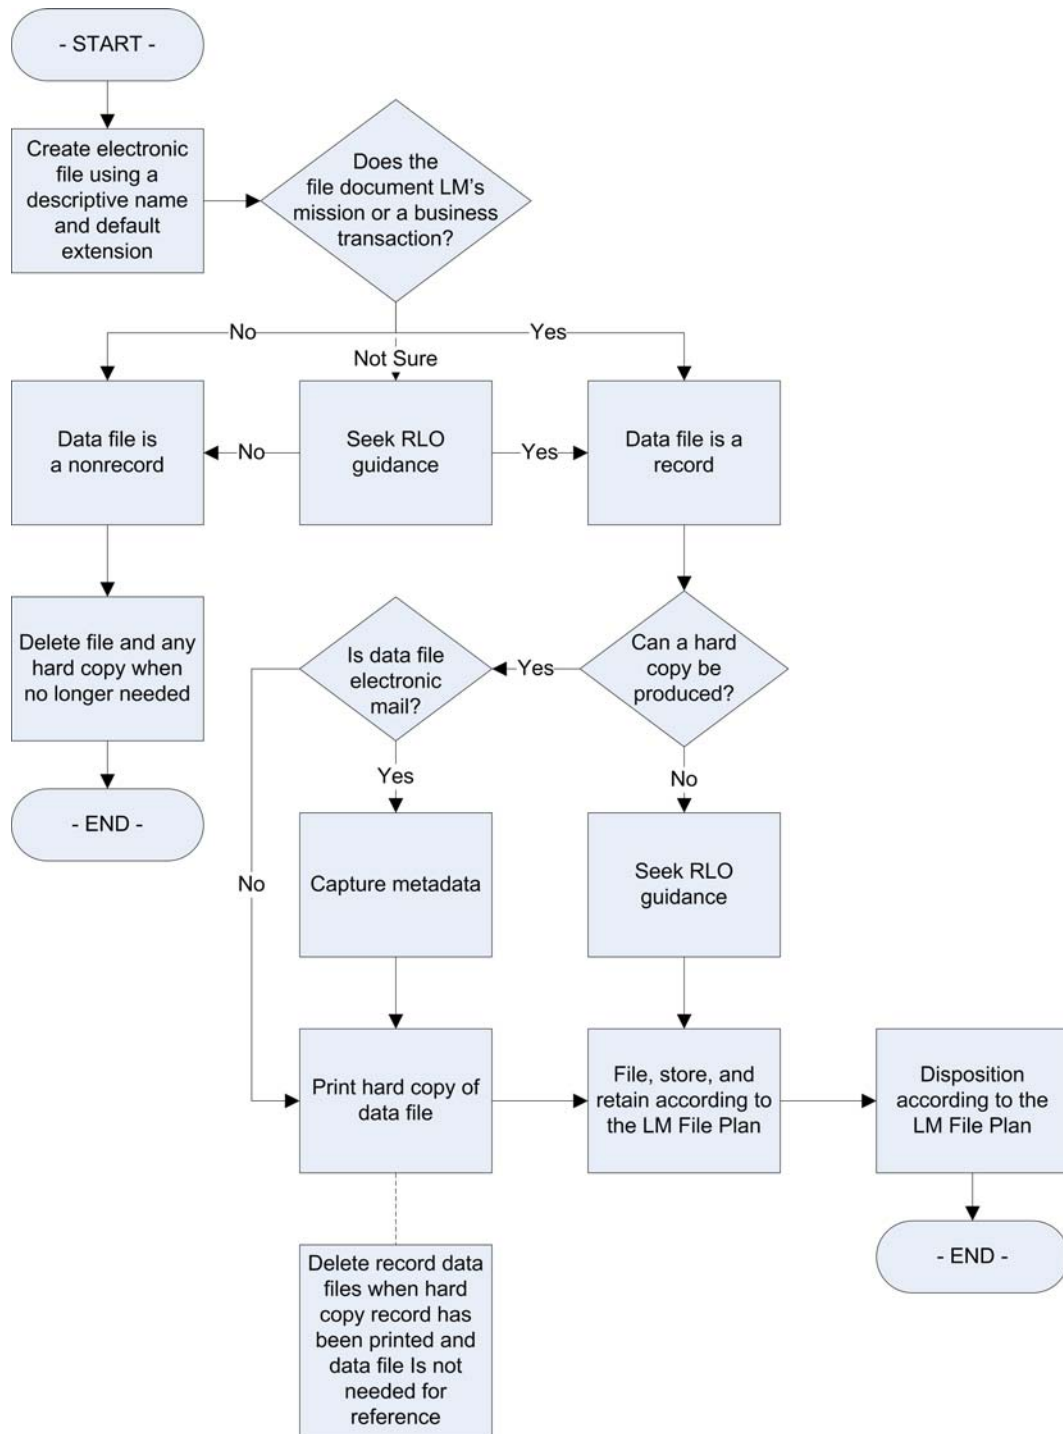 - START -
Create electronic
file using a
descriptive name
and default
extension
Does the
file document LM's
mission or a business
transaction?
No
Not Sure
Yes
Data file is
a nonrecord
No
Seek RLO
guidance
Yes
Data file is a
record
Delete file and any
hard copy when
no longer needed
Is data file
electronic
mail?
Yes
Can a hard
copy be
produced?
Yes
No
- END -
No
Capture metadata
Seek RLO
guidance
Print hard copy of
data file
File, store, and
retain according to
the LM File Plan
Disposition
according to the
LM File Plan
Delete record data
files when hard
copy record has
been printed and
data file Is not
needed for
reference
- END -